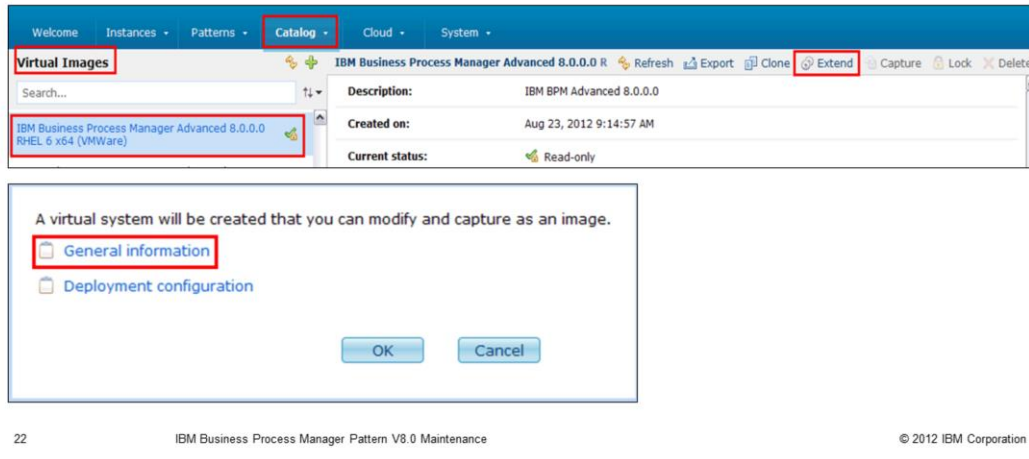 Welcome Instances Patterns Catalog Cloud System
Virtual Images
IBM Business Process Manager Advanced 8.0.0.0 R Refresh Export Clone Extend Capture Lock Delete
Search...
Description: IBM BPM Advanced 8.0.0.0
IBM Business Process Manager Advanced 8.0.0.0
RHEL 6 x64 (VMWare)
Created on: Aug 23, 2012 9:14:57 AM
Current status: Read-only
A virtual system will be created that you can modify and capture as an image.
General information
Deployment configuration
OK Cancel
22 IBM Business Process Manager Pattern V8.0 Maintenance © 2012 IBM Corporation